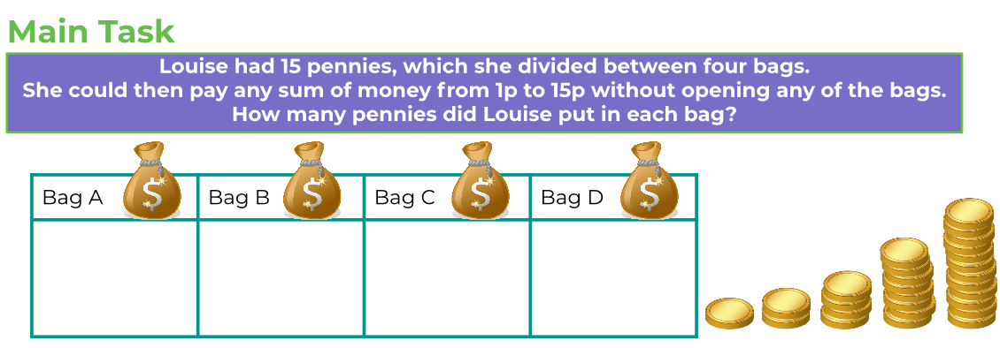 Main Task
Louise had 15 pennies, which she divided between four bags.
She could then pay any sum of money from 1p to 15p without opening any of the bags.
How many pennies did Louise put in each bag?
Bag A $ Bag B $ Bag C $ Bag D $